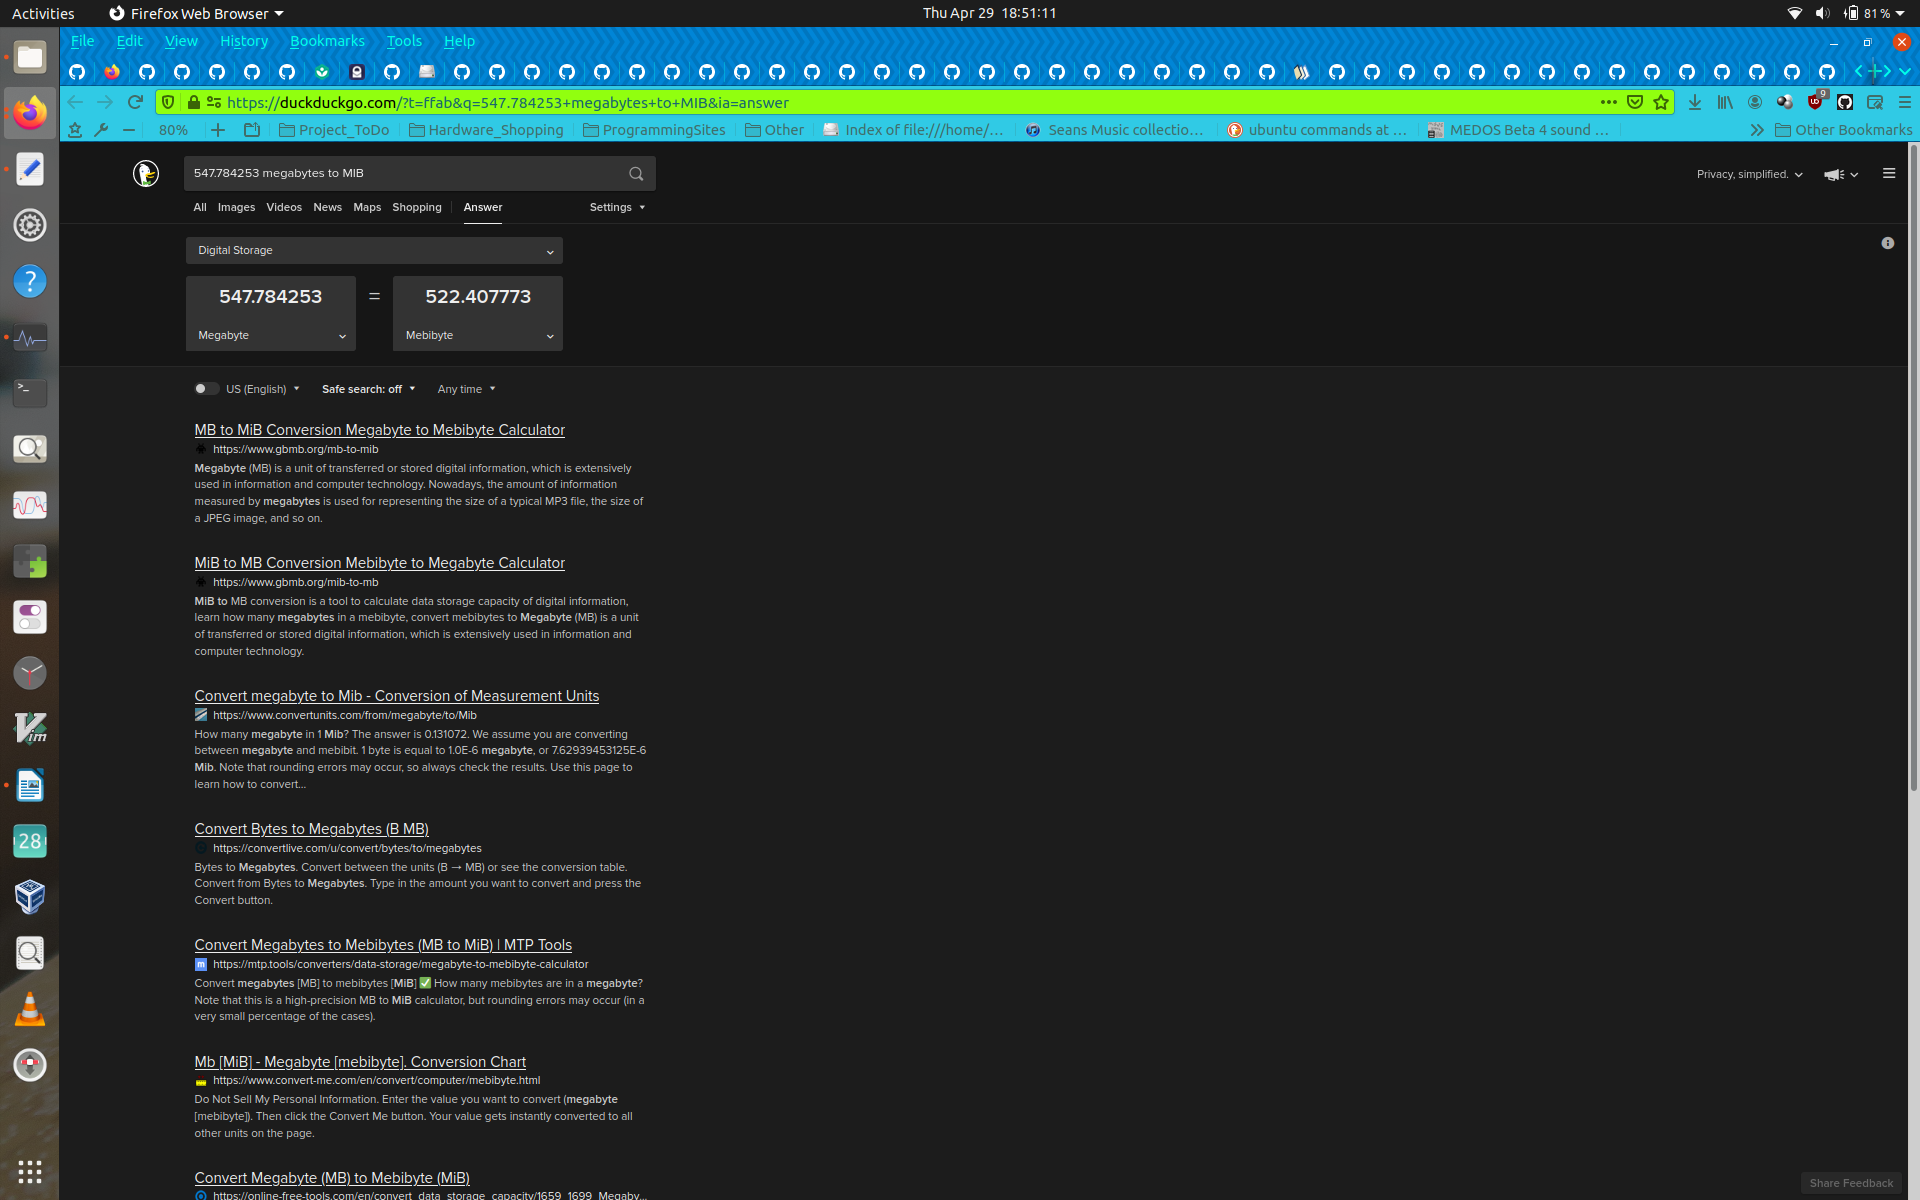 Activities
Firefox Web Browser
Thu Apr 29 18:51:11
81 %
File Edit View History Bookmarks Tools Help
https://duckduckgo.com/?t=ffab&q=547.784253+megabytes+to+MIB&ia=answer
9
80%
Project_ToDo
Hardware_Shopping
ProgrammingSites
Other
Index of file:///home/…
Seans Music collectio…
ubuntu commands at …
MEDOS Beta 4 sound …
Other Bookmarks
547.784253 megabytes to MIB
Privacy, simplified.
All Images Videos News Maps Shopping Answer Settings
Digital Storage
547.784253 = 522.407773
Megabyte Mebibyte
US (English) Safe search: off Any time
MB to MiB Conversion Megabyte to Mebibyte Calculator
https://www.gbmb.org/mb-to-mib
Megabyte (MB) is a unit of transferred or stored digital information, which is extensively
used in information and computer technology. Nowadays, the amount of information
measured by megabytes is used for representing the size of a typical MP3 file, the size of
a JPEG image, and so on.
MiB to MB Conversion Mebibyte to Megabyte Calculator
https://www.gbmb.org/mib-to-mb
MiB to MB conversion is a tool to calculate data storage capacity of digital information,
learn how many megabytes in a mebibyte, convert mebibytes to Megabyte (MB) is a unit
of transferred or stored digital information, which is extensively used in information and
computer technology.
Convert megabyte to Mib - Conversion of Measurement Units
https://www.convertunits.com/from/megabyte/to/Mib
How many megabyte in 1 Mib? The answer is 0.131072. We assume you are converting
between megabyte and mebibit. 1 byte is equal to 1.0E-6 megabyte, or 7.62939453125E-6
Mib. Note that rounding errors may occur, so always check the results. Use this page to
learn how to convert...
Convert Bytes to Megabytes (B MB)
https://convertlive.com/u/convert/bytes/to/megabytes
Bytes to Megabytes. Convert between the units (B → MB) or see the conversion table.
Convert from Bytes to Megabytes. Type in the amount you want to convert and press the
Convert button.
28
Convert Megabytes to Mebibytes (MB to MiB) | MTP Tools
https://mtp.tools/converters/data-storage/megabyte-to-mebibyte-calculator
Convert megabytes [MB] to mebibytes [MiB] ✅ How many mebibytes are in a megabyte?
Note that this is a high-precision MB to MiB calculator, but rounding errors may occur (in a
very small percentage of the cases).
Mb [MiB] - Megabyte [mebibyte]. Conversion Chart
https://www.convert-me.com/en/convert/computer/mebibyte.html
Do Not Sell My Personal Information. Enter the value you want to convert (megabyte
[mebibyte]). Then click the Convert Me button. Your value gets instantly converted to all
other units on the page.
Convert Megabyte (MB) to Mebibyte (MiB)
https://online-free-tools.com/en/convert_data_storage_capacity/1659_1699_Megaby...
Share Feedback